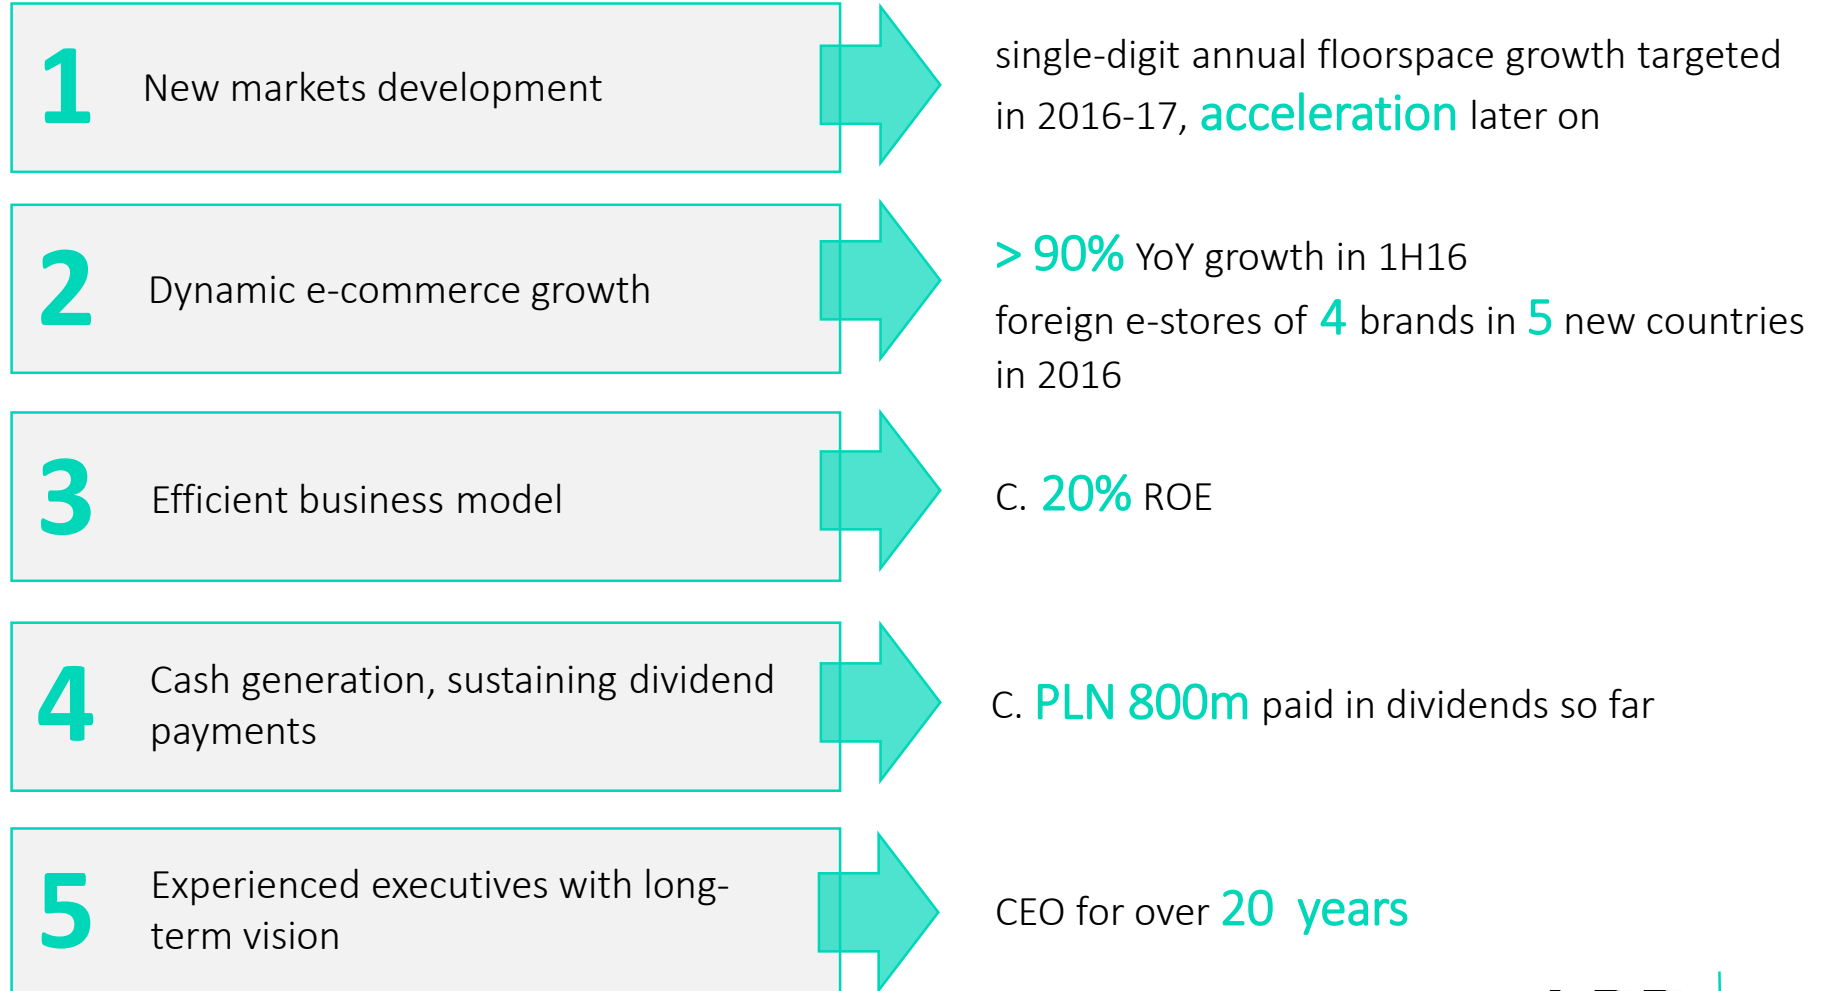 1
New markets development
single-digit annual floorspace growth targeted
in 2016-17, acceleration later on
2
Dynamic e-commerce growth
> 90% YoY growth in 1H16
foreign e-stores of 4 brands in 5 new countries
in 2016
3
Efficient business model
C. 20% ROE
4
Cash generation, sustaining dividend
payments
C. PLN 800m paid in dividends so far
5
Experienced executives with long-
term vision
CEO for over 20 years